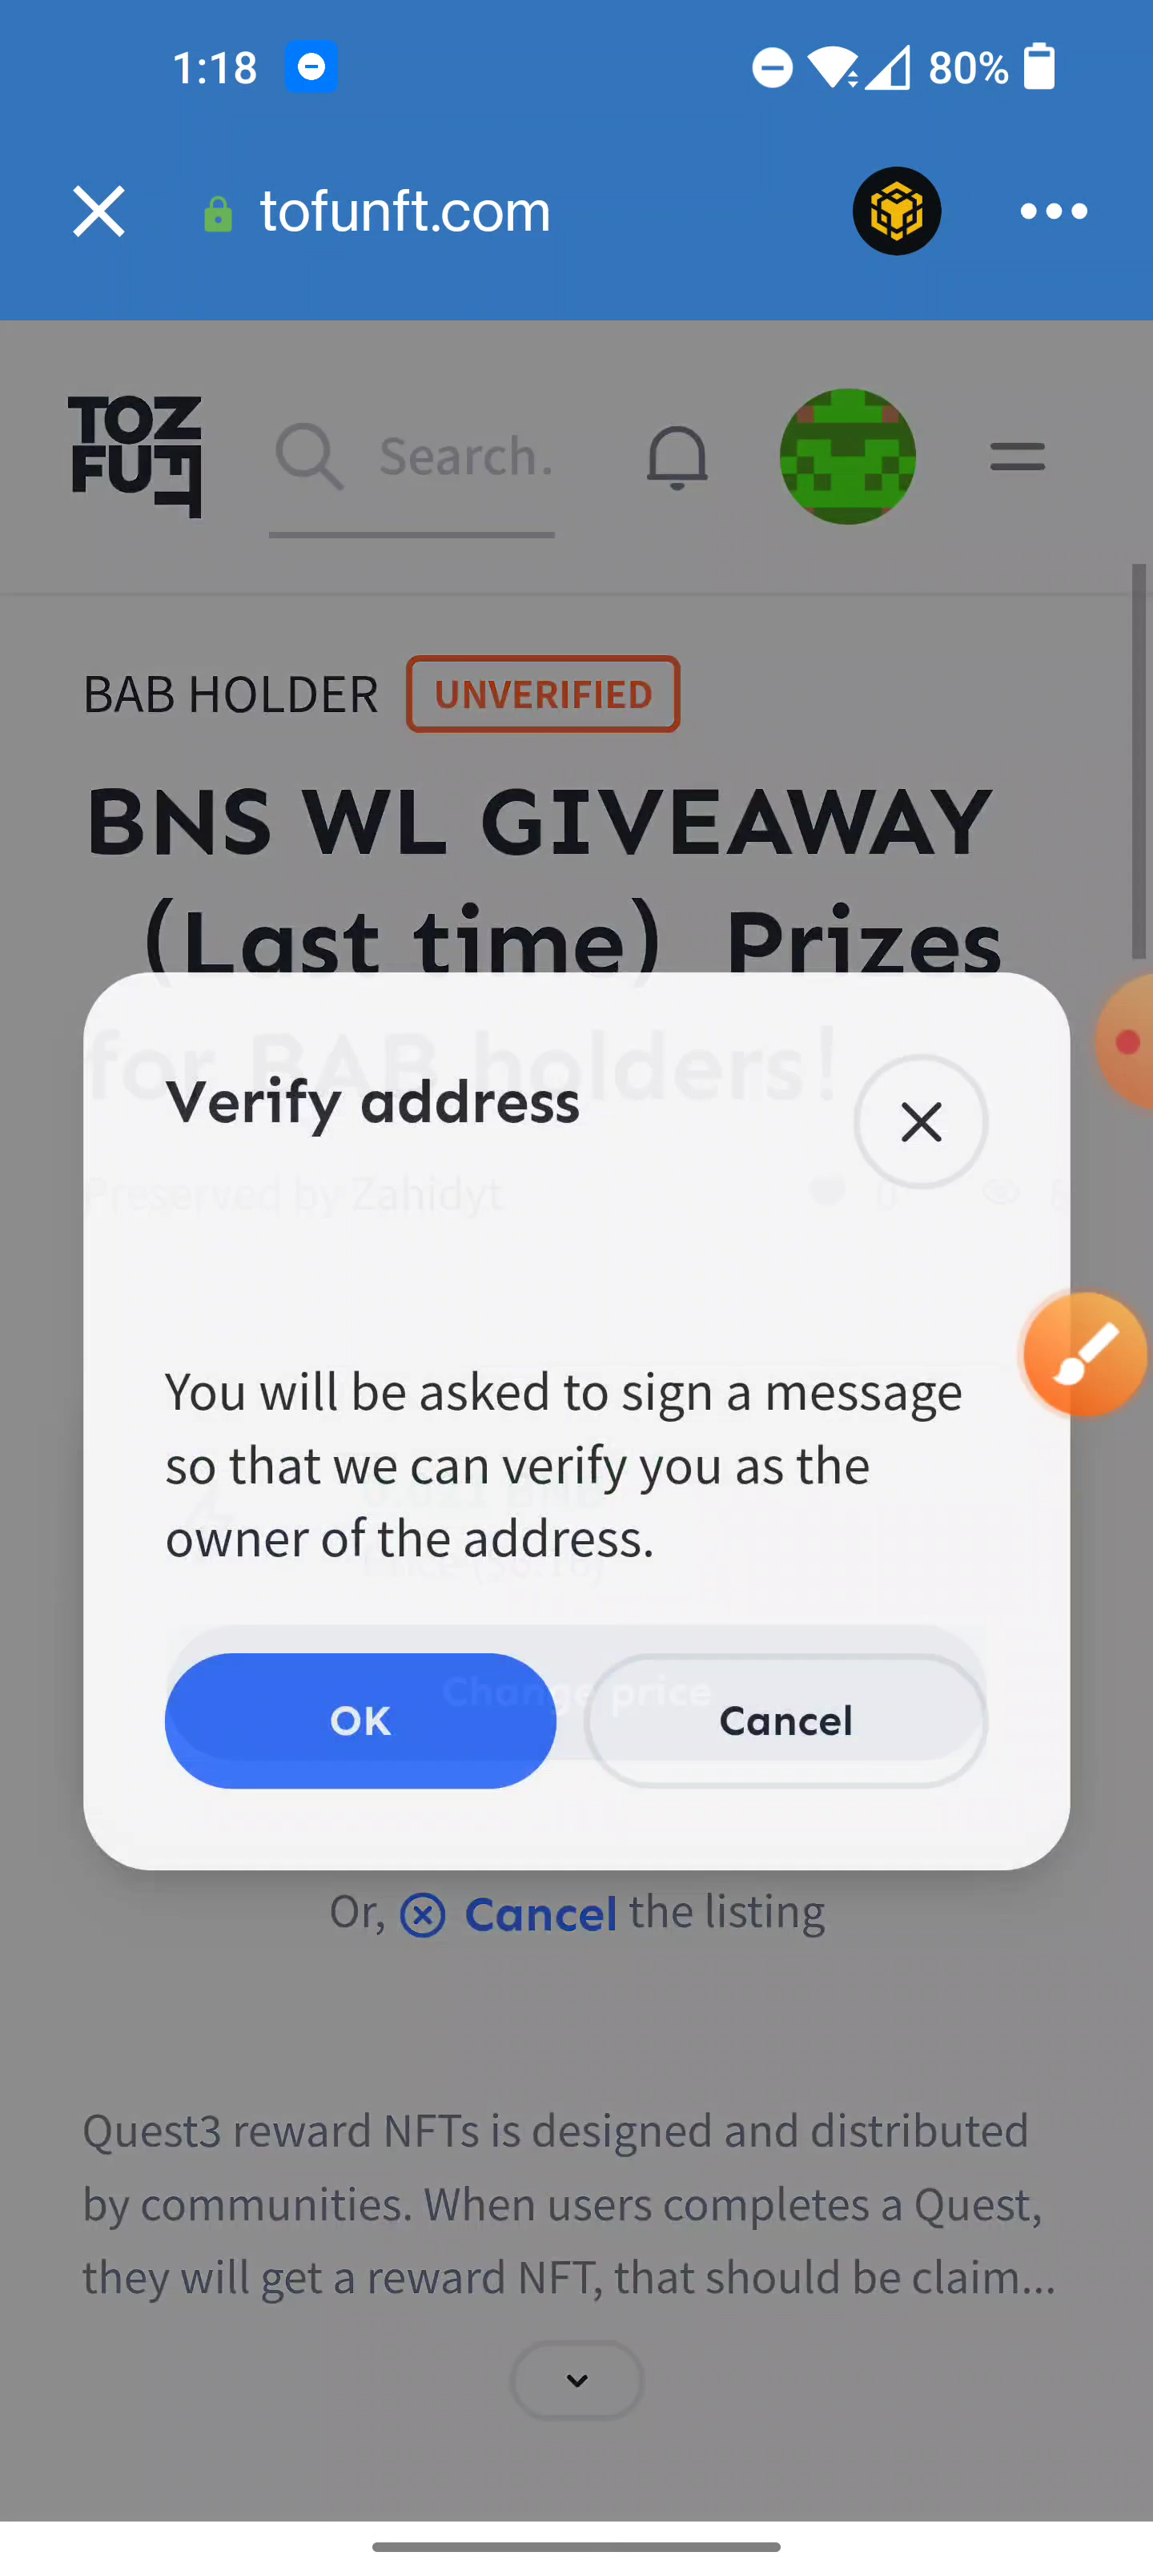 1:18 80%
tofunft.com
TOZ
FUFT
Search.
BAB HOLDER UNVERIFIED
BNS WL GIVEAWAY
(Last time) Prizes
for BAB holders!
Verify address
Preserved by Zahidyt 0
You will be asked to sign a message
so that we can verify you as the
owner of the address.
Change price
OK Cancel
Or, Cancel the listing
Quest3 reward NFTs is designed and distributed
by communities. When users completes a Quest,
they will get a reward NFT, that should be claim...